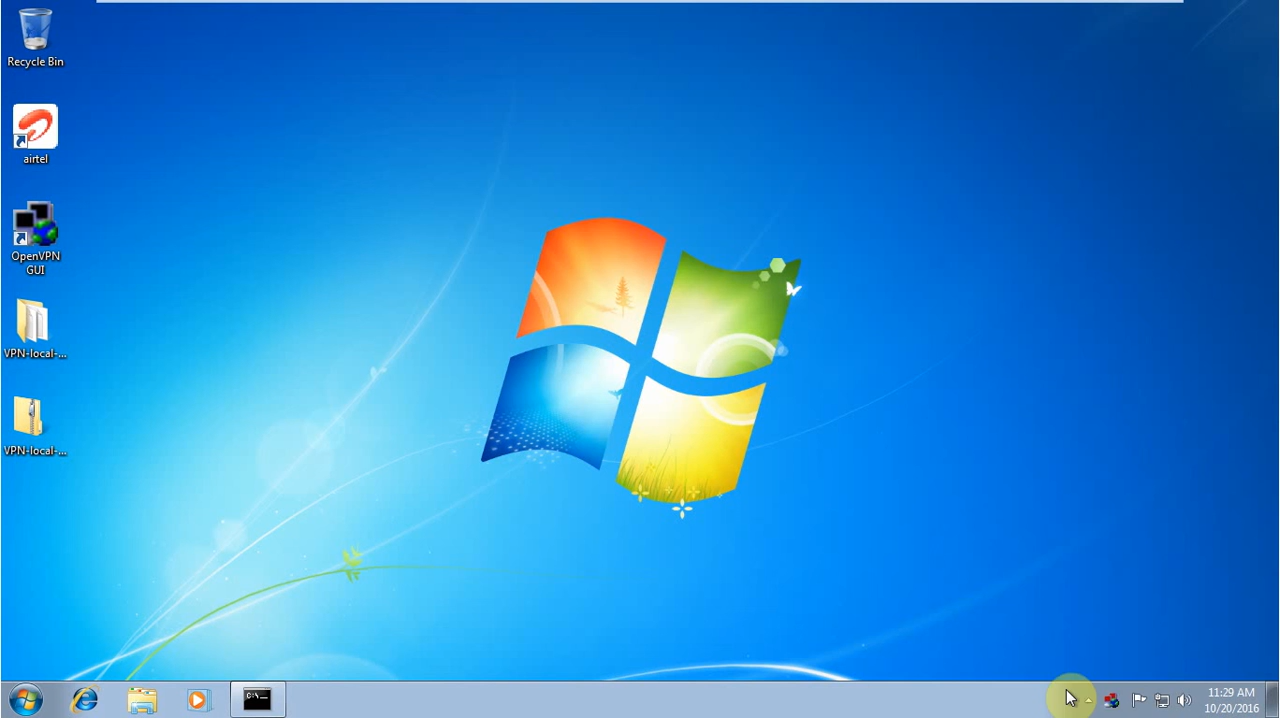 Recycle Bin
airtel
OpenVPN
GUI
VPN-local-...
VPN-local-...
C:\_
11:29 AM
10/20/2016